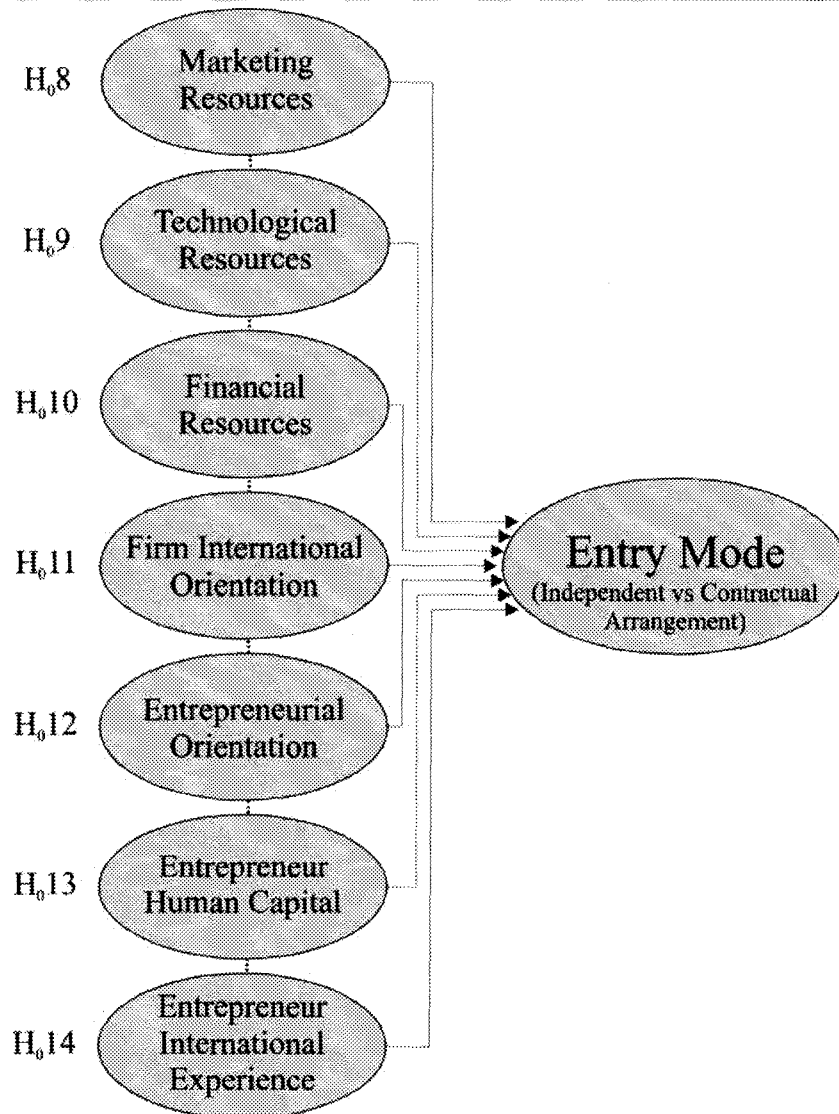 H₀8
Marketing
Resources
H₀9
Technological
Resources
H₀10
Financial
Resources
H₀11
Firm International
Orientation
Entry Mode
(Independent vs Contractual
Arrangement)
H₀12
Entrepreneurial
Orientation
H₀13
Entrepreneur
Human Capital
H₀14
Entrepreneur
International
Experience